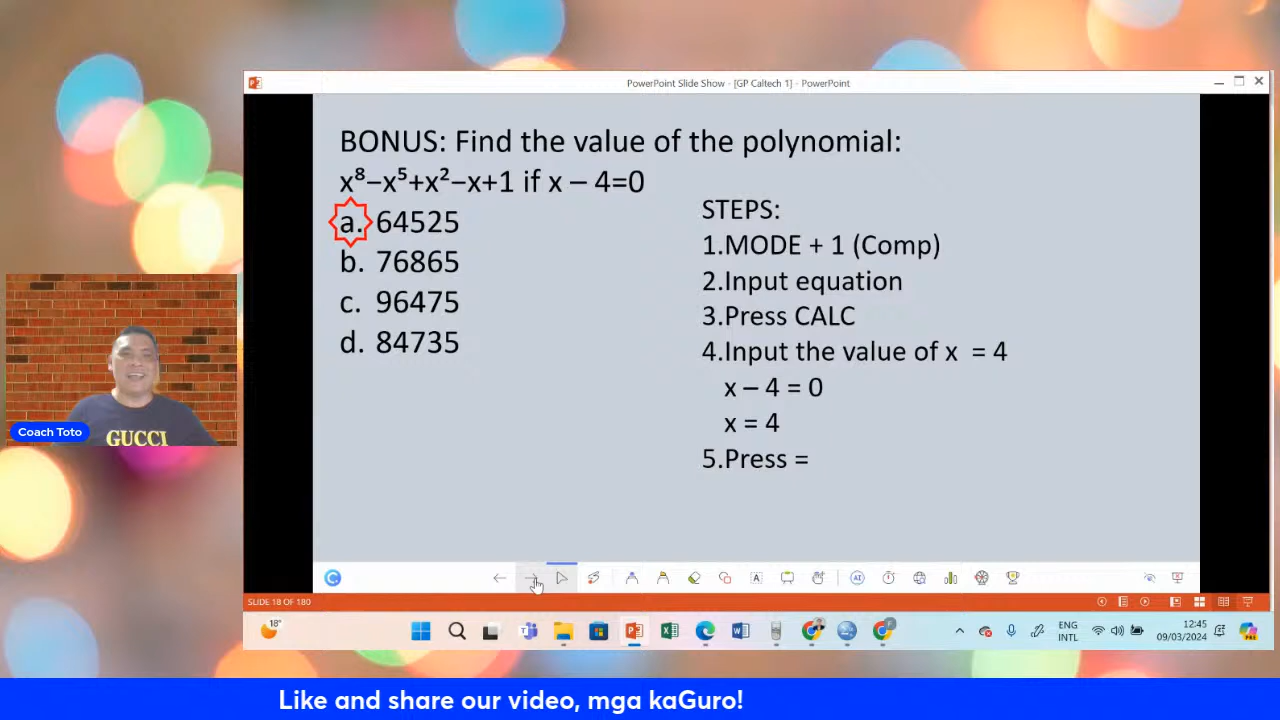 PowerPoint Slide Show - [GP Caltech 1] - PowerPoint
BONUS: Find the value of the polynomial:
x⁸−x⁵+x²−x+1 if x – 4=0
a. 64525
b. 76865
c. 96475
d. 84735
STEPS:
1.MODE + 1 (Comp)
2.Input equation
3.Press CALC
4.Input the value of x = 4
x – 4 = 0
x = 4
5.Press =
Coach Toto
GUCCI
SLIDE 18 OF 180
18°
ENG
INTL
12:45
09/03/2024
Like and share our video, mga kaGuro!